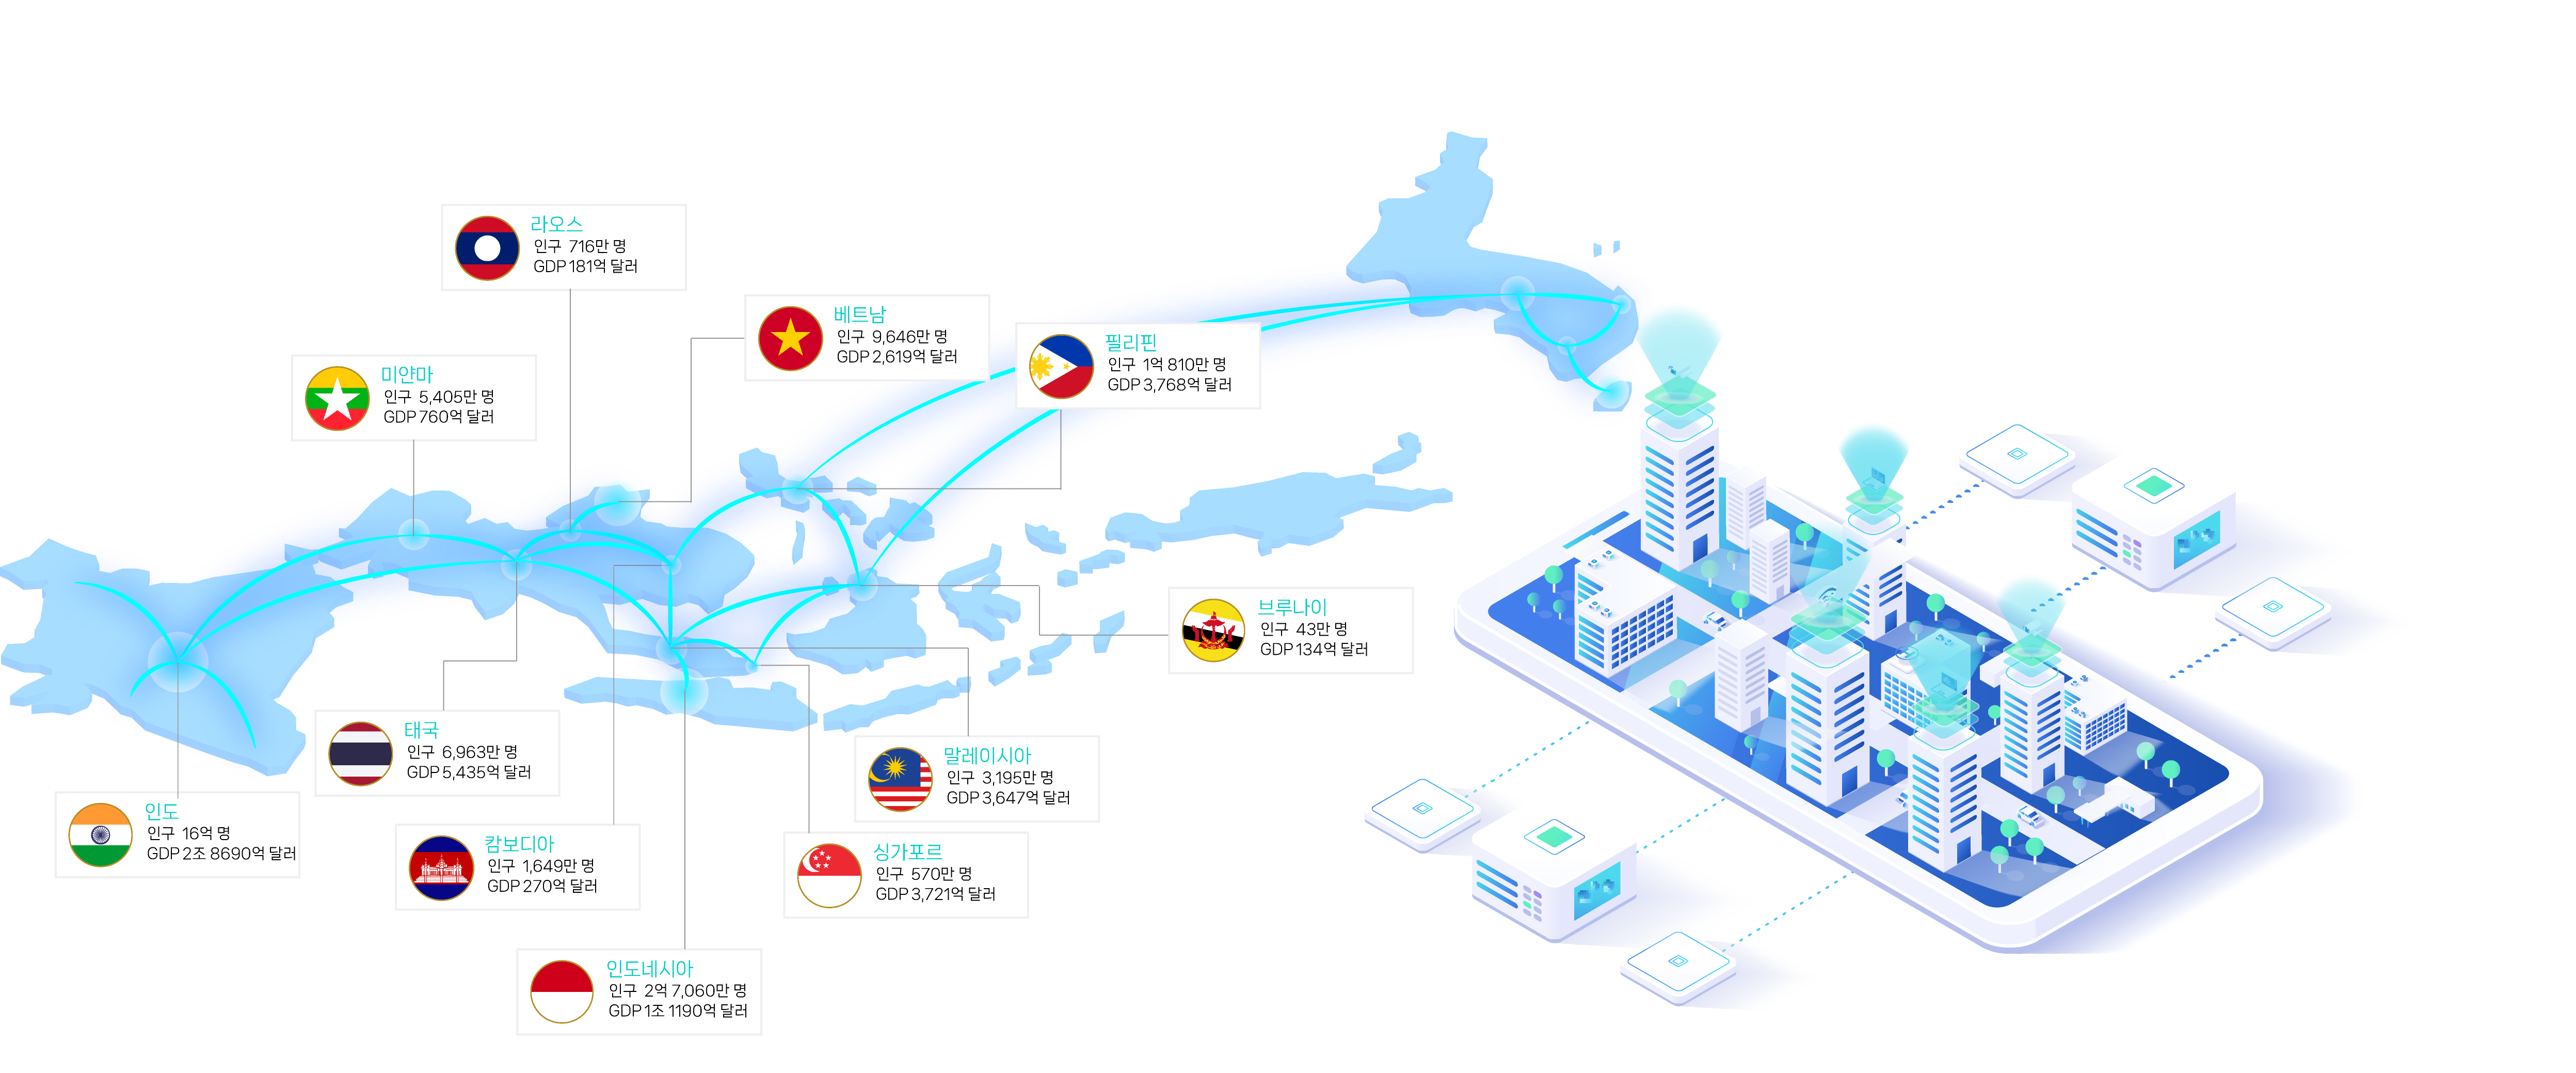 라오스
인구 716만 명
GDP 181억 달러
베트남
인구 9,646만 명
GDP 2,619억 달러
필리핀
인구 1억 810만 명
GDP 3,768억 달러
미얀마
인구 5,405만 명
GDP 760억 달러
브루나이
인구 43만 명
GDP 134억 달러
태국
인구 6,963만 명
GDP 5,435억 달러
말레이시아
인구 3,195만 명
GDP 3,647억 달러
인도
인구 16억 명
GDP 2조 8690억 달러
캄보디아
인구 1,649만 명
GDP 270억 달러
싱가포르
인구 570만 명
GDP 3,721억 달러
인도네시아
인구 2억 7,060만 명
GDP 1조 1190억 달러